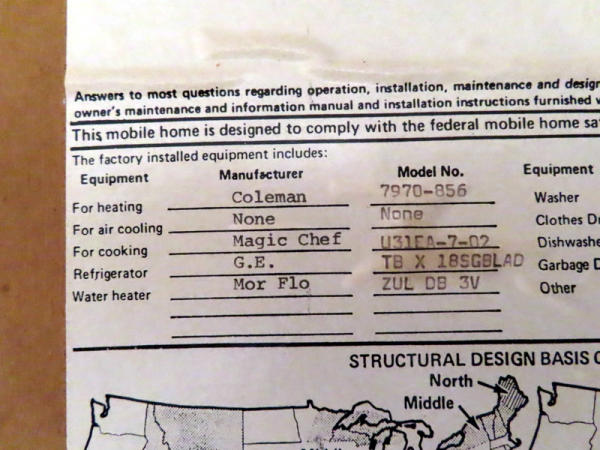 Answers to most questions regarding operation, installation, maintenance and design
owner's maintenance and information manual and installation instructions furnished w
This mobile home is designed to comply with the federal mobile home sa
The factory installed equipment includes:
Equipment Manufacturer Model No. Equipment
For heating Coleman 7970-856 Washer
For air cooling None None Clothes Dr
For cooking Magic Chef U31FA-7-02 Dishwashe
Refrigerator G.E. TB X 18SGBLAD Garbage D
Water heater Mor Flo ZUL DB 3V Other
STRUCTURAL DESIGN BASIS C
North
Middle